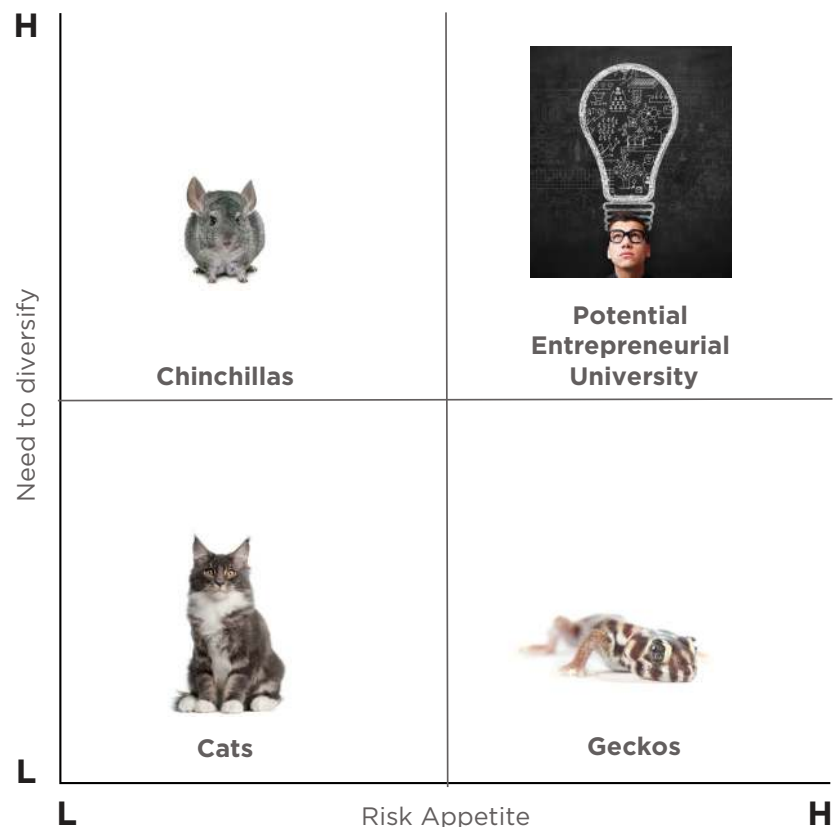 H
Potential
Entrepreneurial
University
Chinchillas
Need to diversify
Cats
Geckos
L
L
Risk Appetite
H